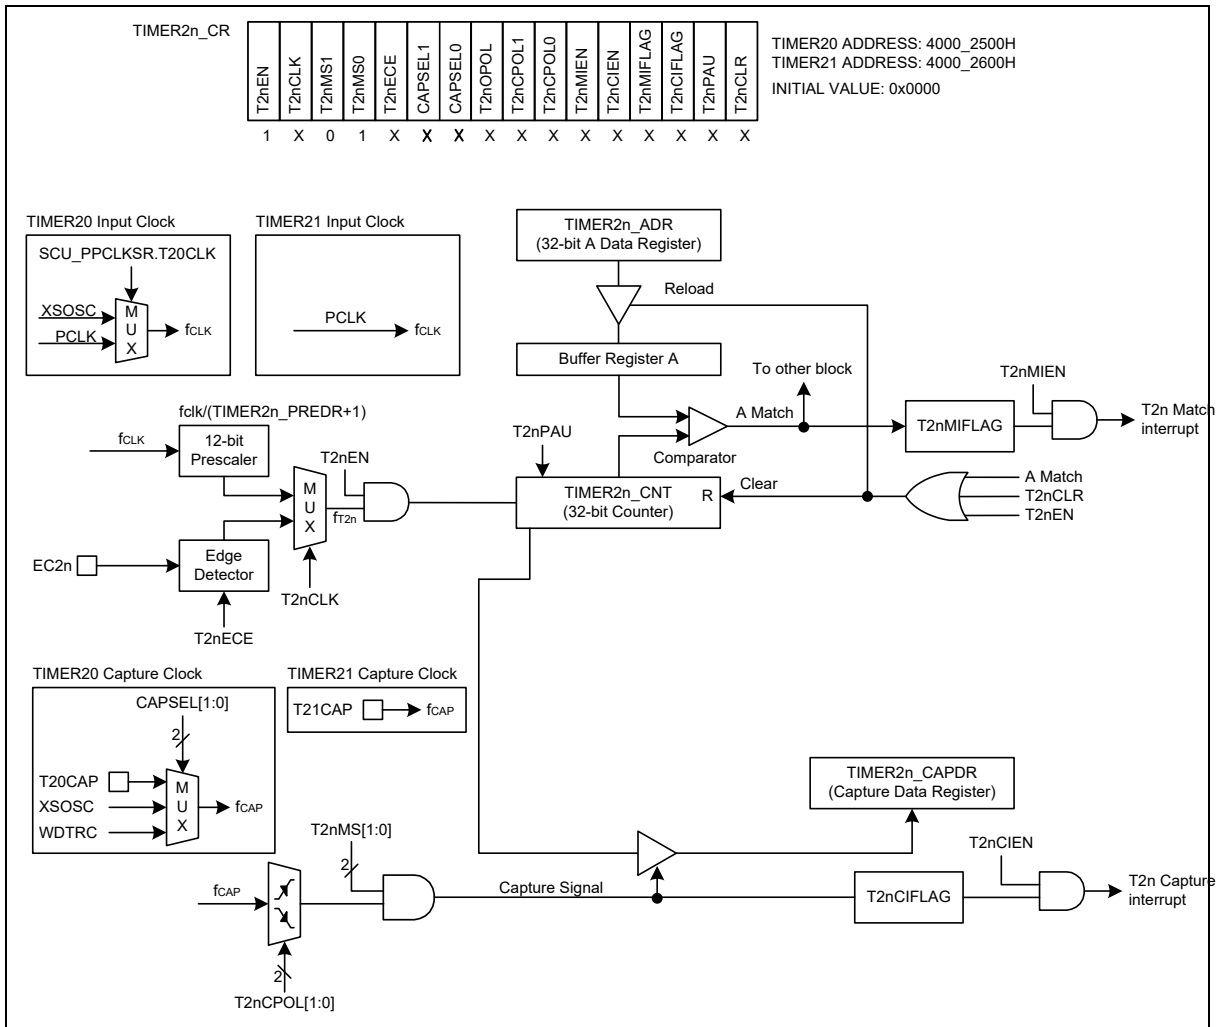 TIMER2n_CR
T2nEN
T2nCLK
T2nMS1
T2nMS0
T2nECE
CAPSEL1
CAPSEL0
T2nOPOL
T2nCPOL1
T2nCPOL0
T2nMIEN
T2nCIEN
T2nMIFLAG
T2nCIFLAG
T2nPAU
T2nCLR
1 X 0 1 X X X X X X X X X X X X
TIMER20 ADDRESS: 4000_2500H
TIMER21 ADDRESS: 4000_2600H
INITIAL VALUE: 0x0000
TIMER20 Input Clock
SCU_PPCLKSR.T20CLK
XSOSC
PCLK
MUX
fCLK
TIMER21 Input Clock
PCLK
fCLK
TIMER2n_ADR
(32-bit A Data Register)
Reload
Buffer Register A
To other block
A Match
Comparator
T2nMIEN
T2nMIFLAG
T2n Match
interrupt
fclk/(TIMER2n_PREDR+1)
fCLK
12-bit
Prescaler
T2nEN
MUX
fT2n
T2nPAU
TIMER2n_CNT
(32-bit Counter)
R
Clear
A Match
T2nCLR
T2nEN
EC2n
Edge
Detector
T2nCLK
T2nECE
TIMER20 Capture Clock
CAPSEL[1:0]
2
T20CAP
XSOSC
WDTRC
MUX
fCAP
TIMER21 Capture Clock
T21CAP
fCAP
TIMER2n_CAPDR
(Capture Data Register)
T2nMS[1:0]
2
fCAP
Capture Signal
2
T2nCPOL[1:0]
T2nCIEN
T2nCIFLAG
T2n Capture
interrupt